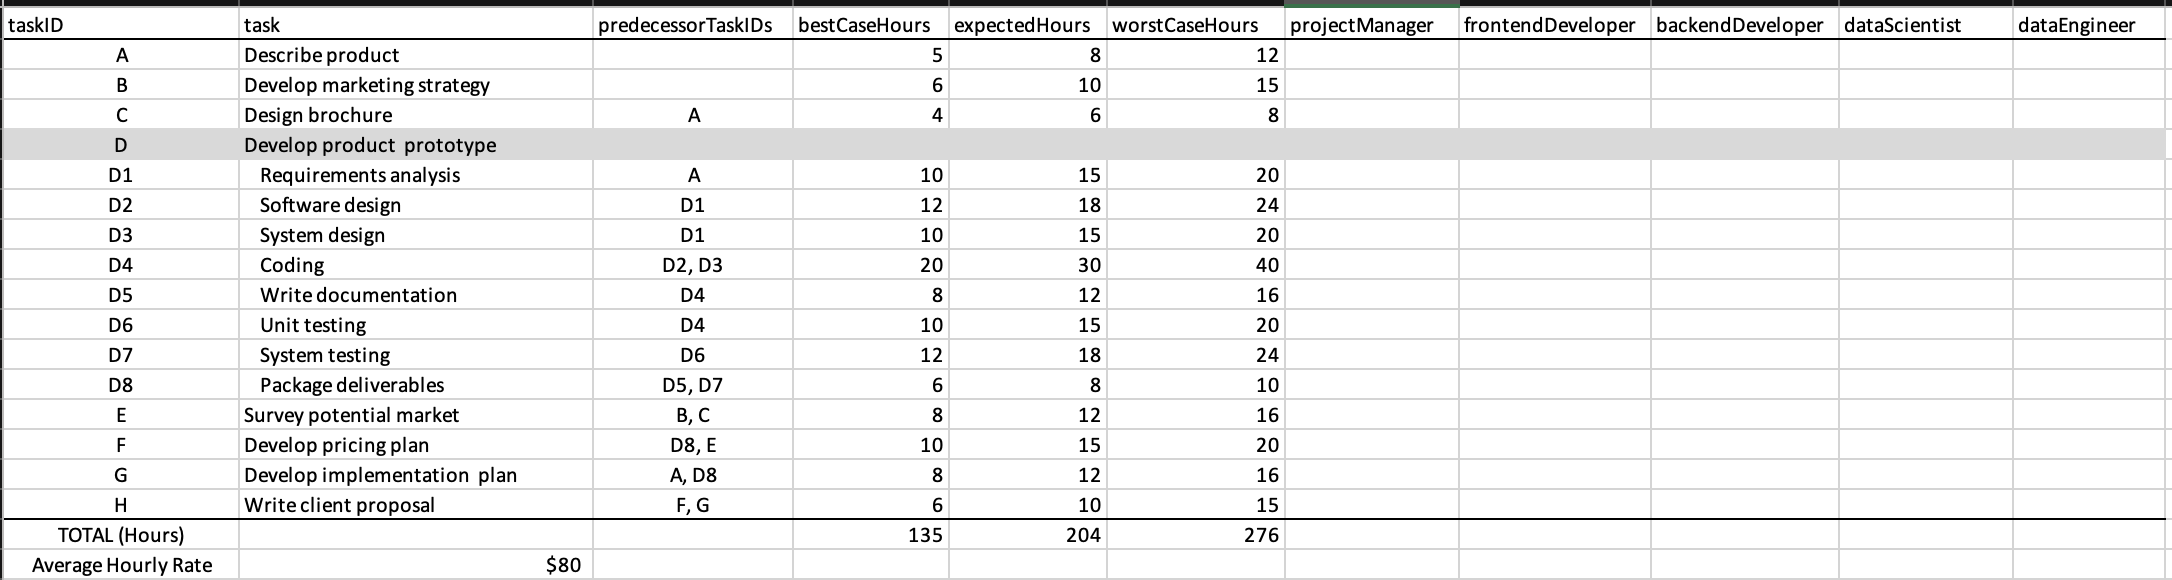 taskID task predecessorTaskIDs bestCaseHours expectedHours worstCaseHours projectManager frontendDeveloper backendDeveloper dataScientist dataEngineer
A Describe product 5 8 12
B Develop marketing strategy 6 10 15
C Design brochure A 4 6 8
D Develop product prototype
D1 Requirements analysis A 10 15 20
D2 Software design D1 12 18 24
D3 System design D1 10 15 20
D4 Coding D2, D3 20 30 40
D5 Write documentation D4 8 12 16
D6 Unit testing D4 10 15 20
D7 System testing D6 12 18 24
D8 Package deliverables D5, D7 6 8 10
E Survey potential market B, C 8 12 16
F Develop pricing plan D8, E 10 15 20
G Develop implementation plan A, D8 8 12 16
H Write client proposal F, G 6 10 15
TOTAL (Hours) 135 204 276
Average Hourly Rate $80